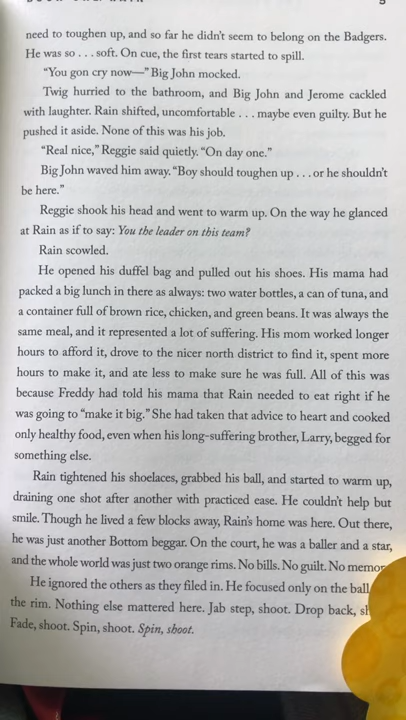 need to toughen up, and so far he didn't seem to belong on the Badgers.
He was so . . . soft. On cue, the first tears started to spill.
"You gon cry now—" Big John mocked.
Twig hurried to the bathroom, and Big John and Jerome cackled
with laughter. Rain shifted, uncomfortable . . . maybe even guilty. But he
pushed it aside. None of this was his job.
"Real nice," Reggie said quietly. "On day one."
Big John waved him away. "Boy should toughen up . . . or he shouldn't
be here."
Reggie shook his head and went to warm up. On the way he glanced
at Rain as if to say: You the leader on this team?
Rain scowled.
He opened his duffel bag and pulled out his shoes. His mama had
packed a big lunch in there as always: two water bottles, a can of tuna, and
a container full of brown rice, chicken, and green beans. It was always the
same meal, and it represented a lot of suffering. His mom worked longer
hours to afford it, drove to the nicer north district to find it, spent more
hours to make it, and ate less to make sure he was full. All of this was
because Freddy had told his mama that Rain needed to eat right if he
was going to "make it big." She had taken that advice to heart and cooked
only healthy food, even when his long-suffering brother, Larry, begged for
something else.
Rain tightened his shoelaces, grabbed his ball, and started to warm up,
draining one shot after another with practiced ease. He couldn't help but
smile. Though he lived a few blocks away, Rain's home was here. Out there,
he was just another Bottom beggar. On the court, he was a baller and a star,
and the whole world was just two orange rims. No bills. No guilt. No
He ignored the others as they filed in. He focused only on the ball
the rim. Nothing else mattered here. Jab step, shoot. Drop back,
Fade, shoot. Spin, shoot. Spin, shoot.